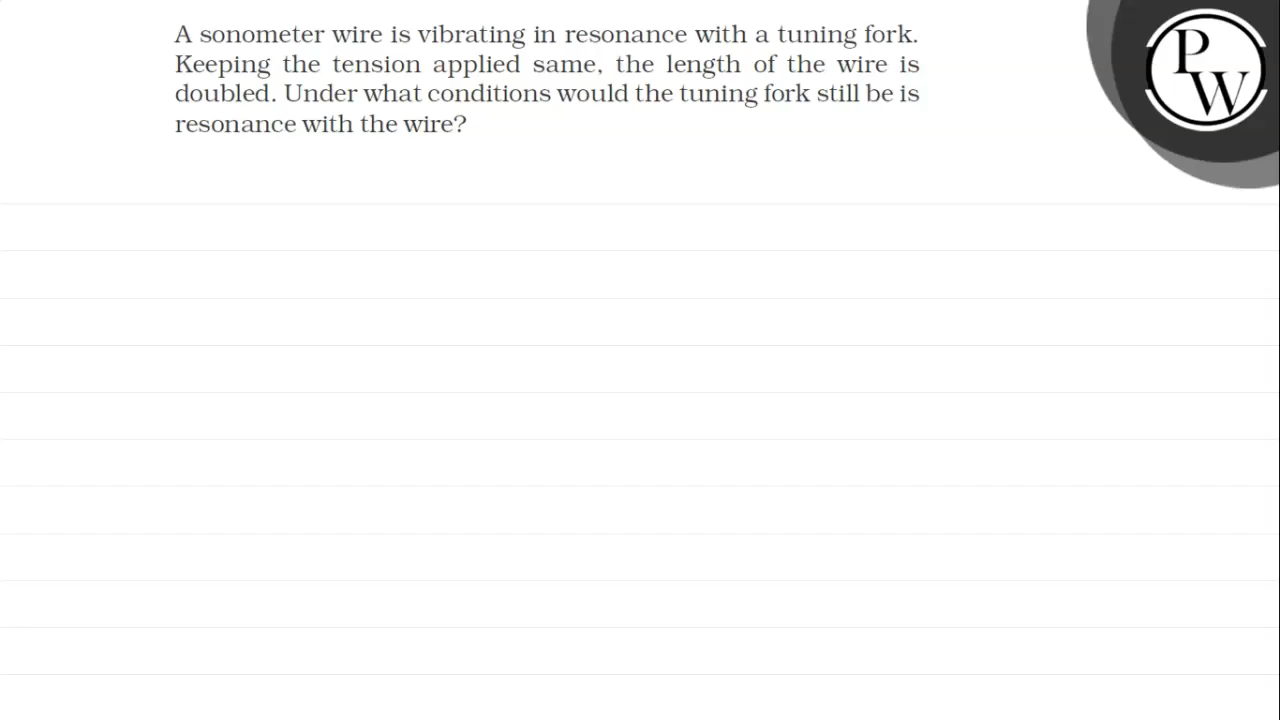 A sonometer wire is vibrating in resonance with a tuning fork.
Keeping the tension applied same, the length of the wire is
doubled. Under what conditions would the tuning fork still be is
resonance with the wire?
PW